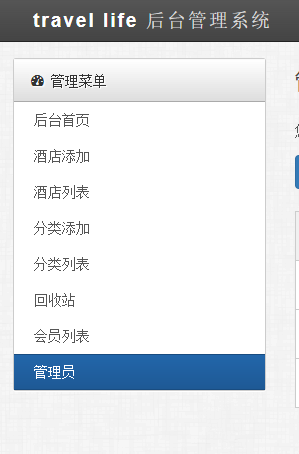 travel life 后台管理系统
管理菜单
后台首页
酒店添加
酒店列表
分类添加
分类列表
回收站
会员列表
管理员